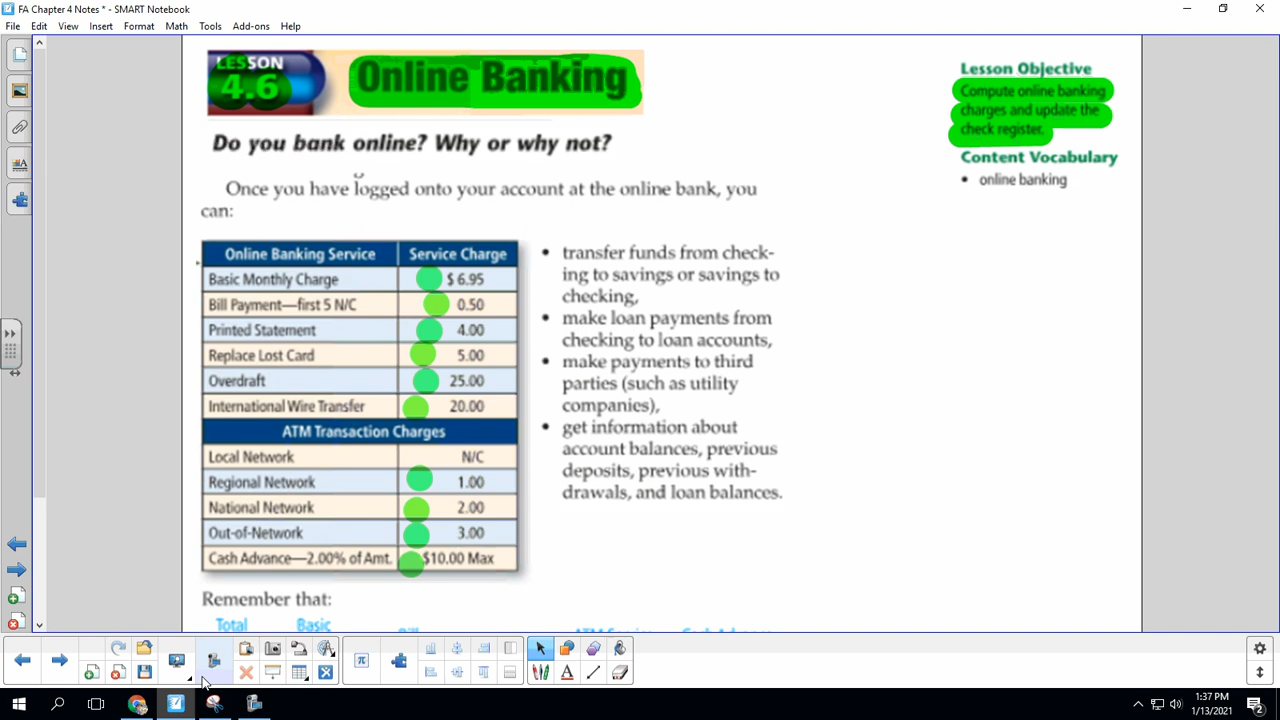 FA Chapter 4 Notes * - SMART Notebook
File Edit View Insert Format Math Tools Add-ons Help
LESSON
4.6
Online Banking
Lesson Objective
Compute online banking
charges and update the
check register.
Content Vocabulary
• online banking
Do you bank online? Why or why not?
Once you have logged onto your account at the online bank, you
can:
Online Banking Service Service Charge
Basic Monthly Charge $ 6.95
Bill Payment—first 5 N/C 0.50
Printed Statement 4.00
Replace Lost Card 5.00
Overdraft 25.00
International Wire Transfer 20.00
ATM Transaction Charges
Local Network N/C
Regional Network 1.00
National Network 2.00
Out-of-Network 3.00
Cash Advance—2.00% of Amt. $10.00 Max
• transfer funds from check-
ing to savings or savings to
checking,
• make loan payments from
checking to loan accounts,
• make payments to third
parties (such as utility
companies),
• get information about
account balances, previous
deposits, previous with-
drawals, and loan balances.
Remember that:
Total Basic
1:37 PM
1/13/2021